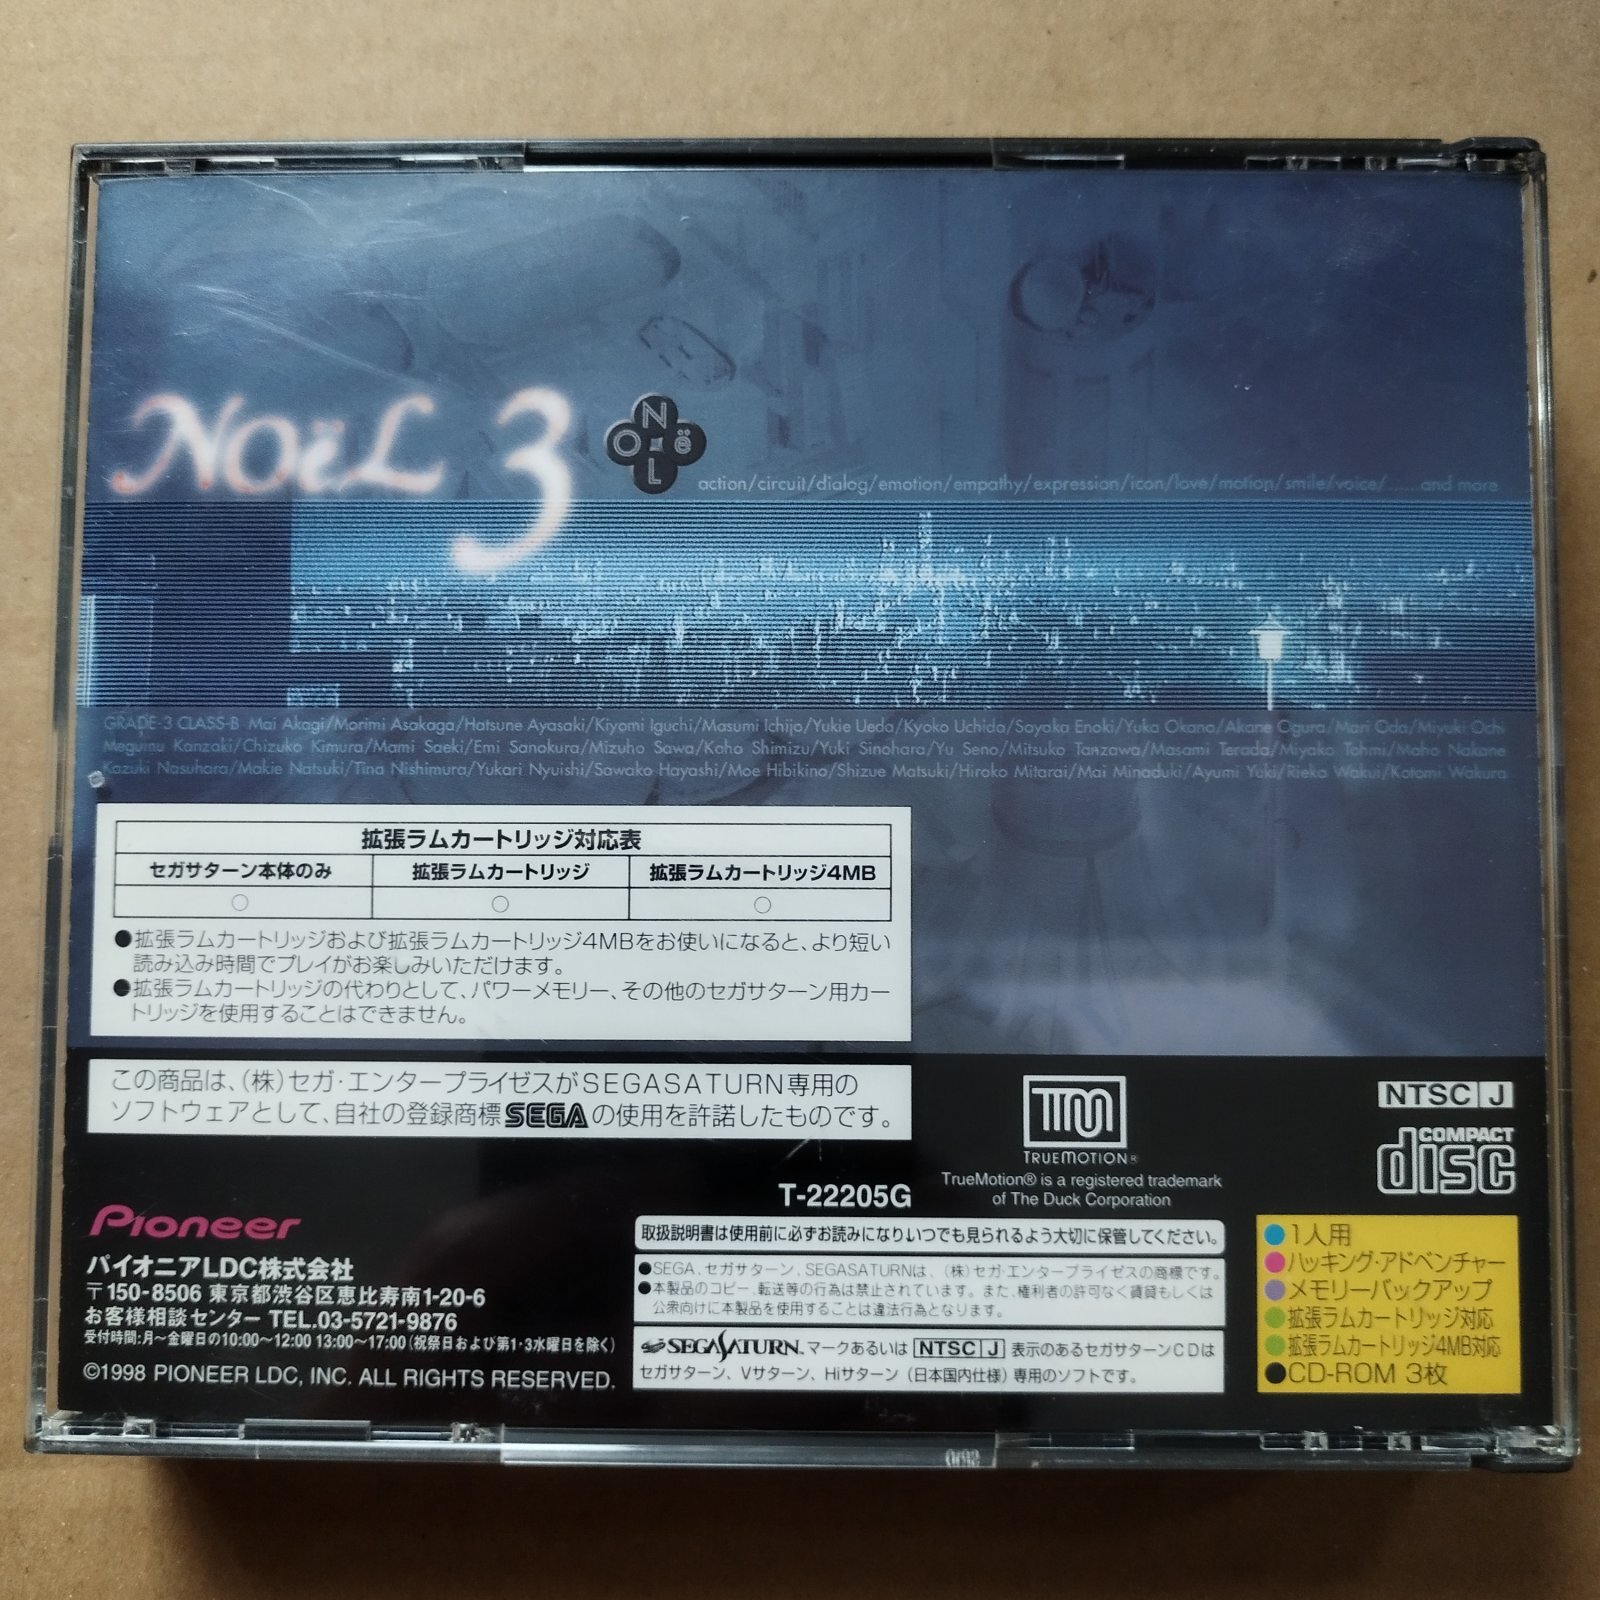 NOëL 3
N
O ë
L
action/circuit/dialog/emotion/empathy/expression/icon/love/motion/smile/voice/......and more
GRADE-3 CLASS-B Mai Akagi/Morimi Asakaga/Hatsune Ayasaki/Kiyomi Iguchi/Masumi Ichijo/Yukie Ueda/Kyoko Uchida/Sayaka Enoki/Yuka Okano/Akane Ogura/Mari Oda/Miyuki Ochi
Megumu Kanzaki/Chizuko Kimura/Mami Saeki/Emi Sanokura/Mizuho Sawa/Kaho Shimizu/Yuki Sinohara/Yu Seno/Mitsuko Tanzawa/Masami Terada/Miyako Tohmi/Maho Nakane
Kazuki Nasuhara/Makie Natsuki/Tina Nishimura/Yukari Nyuishi/Sawako Hayashi/Moe Hibikino/Shizue Matsuki/Hiroko Mitarai/Mai Minaduki/Ayumi Yuki/Rieko Wakui/Kotomi Wakura
拡張ラムカートリッジ対応表
セガサターン本体のみ 拡張ラムカートリッジ 拡張ラムカートリッジ4MB
○ ○ ○
●拡張ラムカートリッジおよび拡張ラムカートリッジ4MBをお使いになると、より短い
読み込み時間でプレイがお楽しみいただけます。
●拡張ラムカートリッジの代わりとして、パワーメモリー、その他のセガサターン用カー
トリッジを使用することはできません。
この商品は、(株)セガ・エンタープライゼスがSEGASATURN専用の
ソフトウェアとして、自社の登録商標SEGAの使用を許諾したものです。
TM
TRUEMOTION®
TrueMotion® is a registered trademark
of The Duck Corporation
NTSC J
COMPACT
disc
T-22205G
Pioneer
パイオニアLDC株式会社
〒150-8506 東京都渋谷区恵比寿南1-20-6
お客様相談センター TEL.03-5721-9876
受付時間:月〜金曜日の10:00〜12:00 13:00〜17:00(祝祭日および第1・3水曜日を除く)
©1998 PIONEER LDC, INC. ALL RIGHTS RESERVED.
取扱説明書は使用前に必ずお読みになりいつでも見られるよう大切に保管してください。
●SEGA、セガサターン、SEGASATURNは、(株)セガ・エンタープライゼスの商標です。
●本製品のコピー、転送等の行為は禁止されています。また、権利者の許可なく賃貸もしくは
公衆向けに本製品を使用することは違法行為となります。
SEGASATURN™マークあるいは NTSC J 表示のあるセガサターンCDは
セガサターン、Vサターン、Hiサターン(日本国内仕様)専用のソフトです。
●1人用
●ハッキング・アドベンチャー
●メモリーバックアップ
●拡張ラムカートリッジ対応
●拡張ラムカートリッジ4MB対応
●CD-ROM 3枚